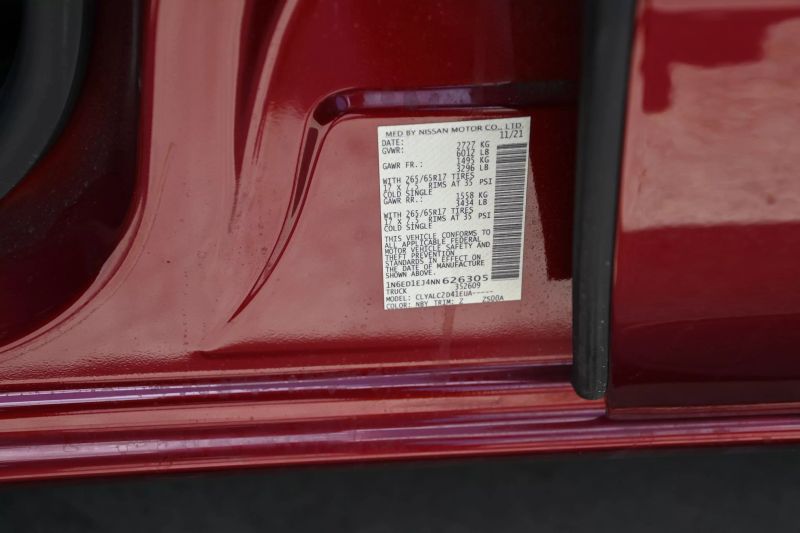 MFD BY NISSAN MOTOR CO., LTD.
DATE: 11/21
GVWR: 2727 KG
6012 LB
GAWR FR.: 1495 KG
3296 LB
WITH 265/65R17 TIRES
17 X 7.5 RIMS AT 35 PSI
COLD SINGLE
GAWR RR.: 1558 KG
3434 LB
WITH 265/65R17 TIRES
17 X 7.5 RIMS AT 35 PSI
COLD SINGLE
THIS VEHICLE CONFORMS TO
ALL APPLICABLE FEDERAL
MOTOR VEHICLE SAFETY AND
THEFT PREVENTION
STANDARDS IN EFFECT ON
THE DATE OF MANUFACTURE
SHOWN ABOVE.
1N6ED1EJ4NN626305
TRUCK 352609
MODEL: CLYALCZD41EUA-----
COLOR: NBY TRIM: Z ZSOOA